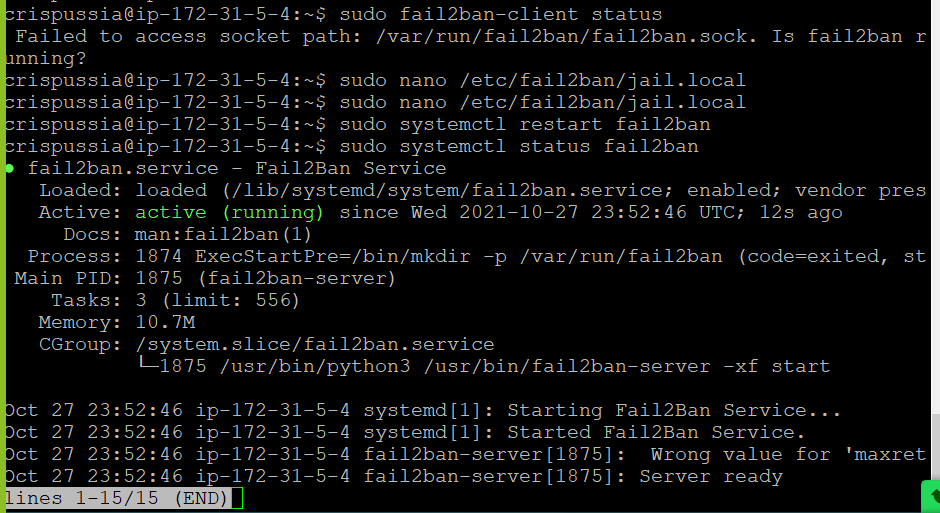 crispussia@ip-172-31-5-4:~$ sudo fail2ban-client status
Failed to access socket path: /var/run/fail2ban/fail2ban.sock. Is fail2ban r
unning?
crispussia@ip-172-31-5-4:~$ sudo nano /etc/fail2ban/jail.local
crispussia@ip-172-31-5-4:~$ sudo nano /etc/fail2ban/jail.local
crispussia@ip-172-31-5-4:~$ sudo systemctl restart fail2ban
crispussia@ip-172-31-5-4:~$ sudo systemctl status fail2ban
● fail2ban.service - Fail2Ban Service
Loaded: loaded (/lib/systemd/system/fail2ban.service; enabled; vendor pres
Active: active (running) since Wed 2021-10-27 23:52:46 UTC; 12s ago
Docs: man:fail2ban(1)
Process: 1874 ExecStartPre=/bin/mkdir -p /var/run/fail2ban (code=exited, st
Main PID: 1875 (fail2ban-server)
Tasks: 3 (limit: 556)
Memory: 10.7M
CGroup: /system.slice/fail2ban.service
└─1875 /usr/bin/python3 /usr/bin/fail2ban-server -xf start
Oct 27 23:52:46 ip-172-31-5-4 systemd[1]: Starting Fail2Ban Service...
Oct 27 23:52:46 ip-172-31-5-4 systemd[1]: Started Fail2Ban Service.
Oct 27 23:52:46 ip-172-31-5-4 fail2ban-server[1875]:  Wrong value for 'maxret
Oct 27 23:52:46 ip-172-31-5-4 fail2ban-server[1875]: Server ready
lines 1-15/15 (END)